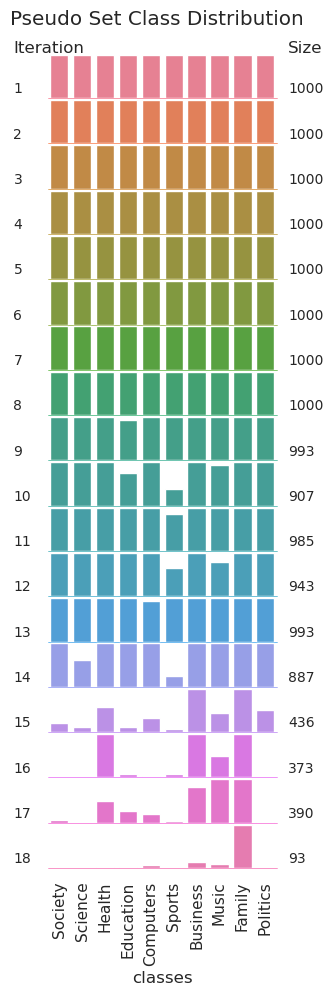 Pseudo Set Class Distribution
Iteration Size
1 1000
2 1000
3 1000
4 1000
5 1000
6 1000
7 1000
8 1000
9 993
10 907
11 985
12 943
13 993
14 887
15 436
16 373
17 390
18 93
Society
Science
Health
Education
Computers
Sports
Business
Music
Family
Politics
classes